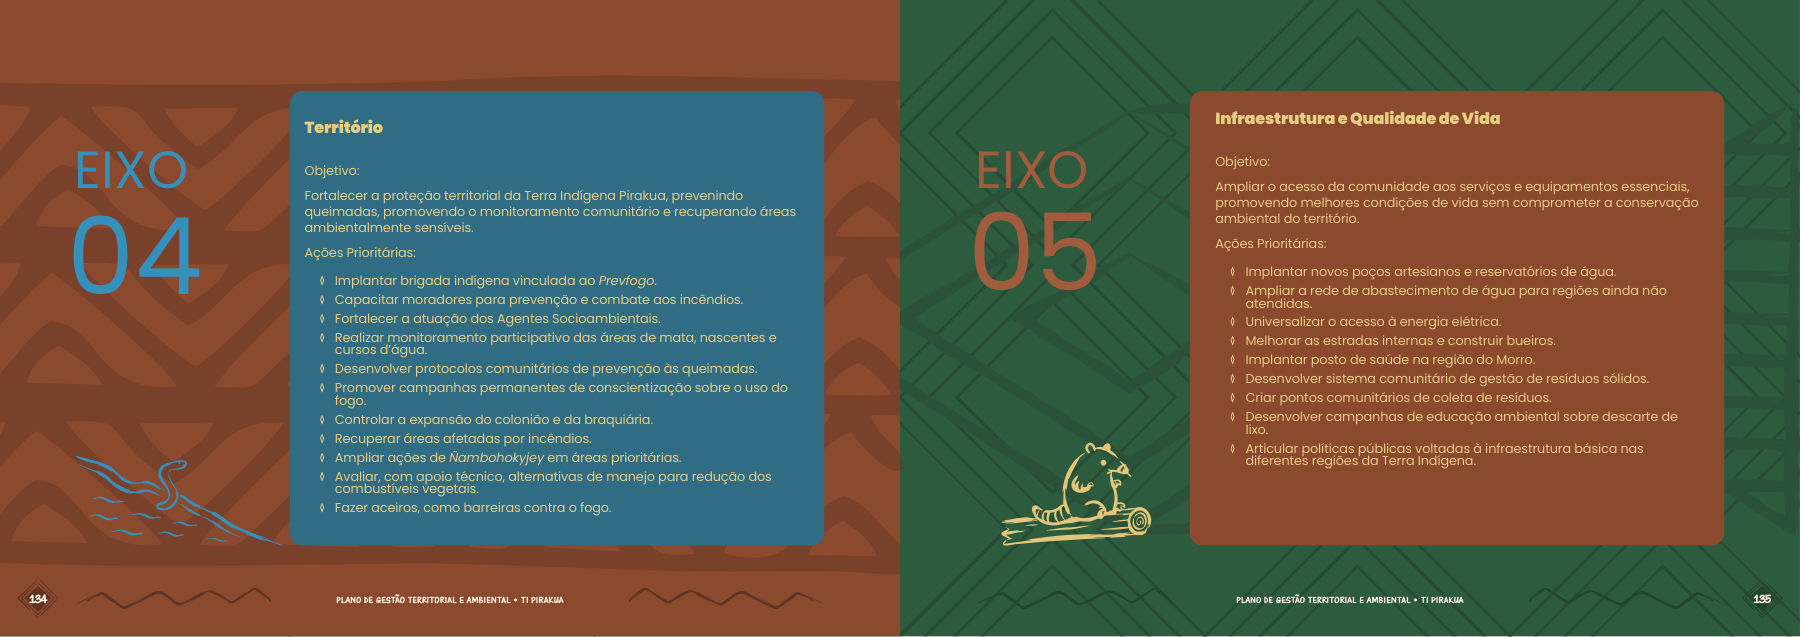 EIXO
04
Território
Objetivo:
Fortalecer a proteção territorial da Terra Indígena Pirakua, prevenindo
queimadas, promovendo o monitoramento comunitário e recuperando áreas
ambientalmente sensíveis.
Ações Prioritárias:
◊ Implantar brigada indígena vinculada ao Prevfogo.
◊ Capacitar moradores para prevenção e combate aos incêndios.
◊ Fortalecer a atuação dos Agentes Socioambientais.
◊ Realizar monitoramento participativo das áreas de mata, nascentes e
cursos d’água.
◊ Desenvolver protocolos comunitários de prevenção às queimadas.
◊ Promover campanhas permanentes de conscientização sobre o uso do
fogo.
◊ Controlar a expansão do colonião e da braquiária.
◊ Recuperar áreas afetadas por incêndios.
◊ Ampliar ações de Ñambohokyjey em áreas prioritárias.
◊ Avaliar, com apoio técnico, alternativas de manejo para redução dos
combustíveis vegetais.
◊ Fazer aceiros, como barreiras contra o fogo.
134
PLANO DE GESTÃO TERRITORIAL E AMBIENTAL • TI PIRAKUA
EIXO
05
Infraestrutura e Qualidade de Vida
Objetivo:
Ampliar o acesso da comunidade aos serviços e equipamentos essenciais,
promovendo melhores condições de vida sem comprometer a conservação
ambiental do território.
Ações Prioritárias:
◊ Implantar novos poços artesianos e reservatórios de água.
◊ Ampliar a rede de abastecimento de água para regiões ainda não
atendidas.
◊ Universalizar o acesso à energia elétrica.
◊ Melhorar as estradas internas e construir bueiros.
◊ Implantar posto de saúde na região do Morro.
◊ Desenvolver sistema comunitário de gestão de resíduos sólidos.
◊ Criar pontos comunitários de coleta de resíduos.
◊ Desenvolver campanhas de educação ambiental sobre descarte de
lixo.
◊ Articular políticas públicas voltadas à infraestrutura básica nas
diferentes regiões da Terra Indígena.
PLANO DE GESTÃO TERRITORIAL E AMBIENTAL • TI PIRAKUA
135